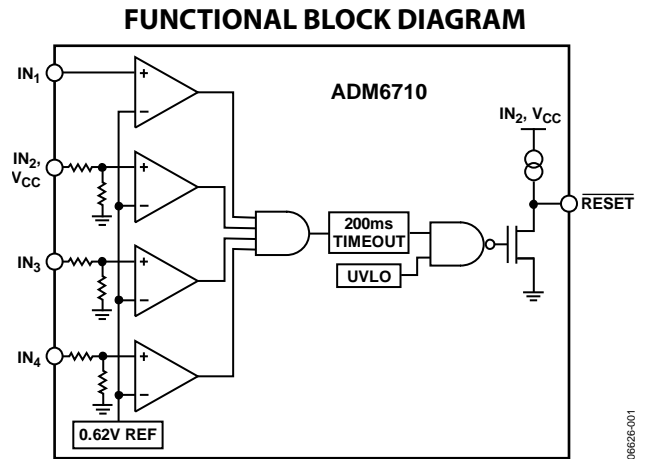 FUNCTIONAL BLOCK DIAGRAM
ADM6710
IN1
+
−
IN2,
VCC
+
−
IN3
+
−
IN4
+
−
0.62V REF
200ms
TIMEOUT
UVLO
IN2, VCC
RESET
06626-001